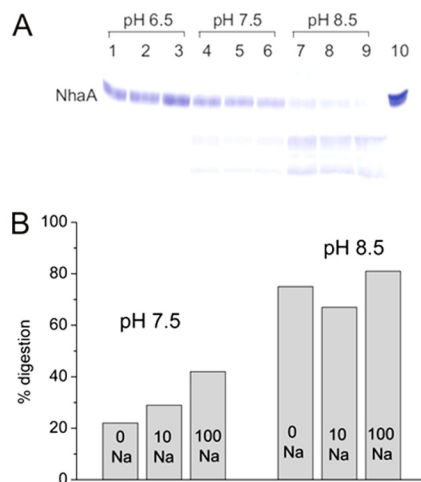 A
pH 6.5 pH 7.5 pH 8.5
1 2 3 4 5 6 7 8 9 10
NhaA
B
100
80
60
40
20
0
% digestion
pH 7.5
pH 8.5
0 Na
10 Na
100 Na
0 Na
10 Na
100 Na